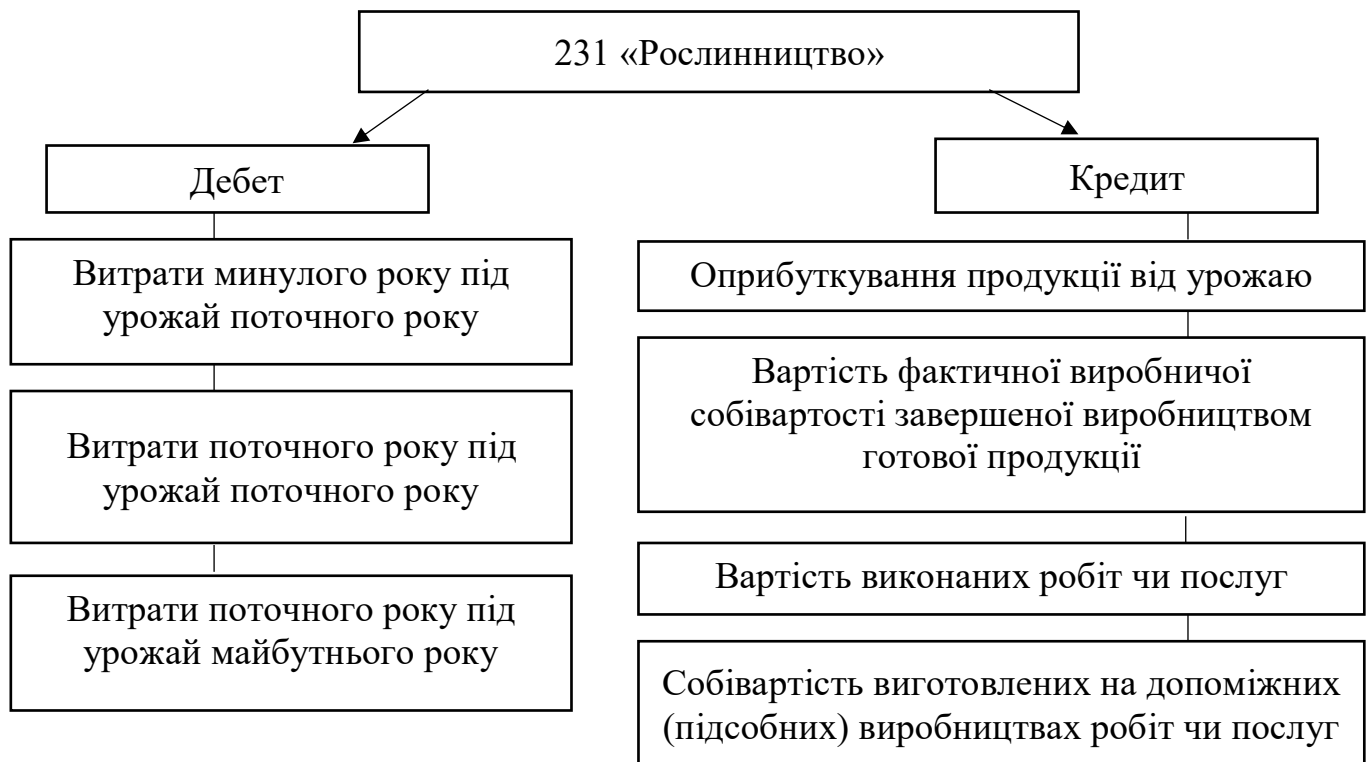 231 «Рослинництво»
Дебет
Витрати минулого року під
урожай поточного року
Витрати поточного року під
урожай поточного року
Витрати поточного року під
урожай майбутнього року
Кредит
Оприбуткування продукції від урожаю
Вартість фактичної виробничої
собівартості завершеної виробництвом
готової продукції
Вартість виконаних робіт чи послуг
Собівартість виготовлених на допоміжних
(підсобних) виробництвах робіт чи послуг